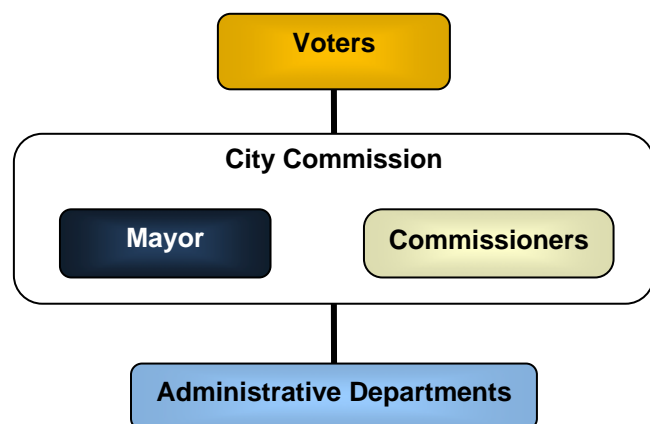 Voters
City Commission
Mayor
Commissioners
Administrative Departments